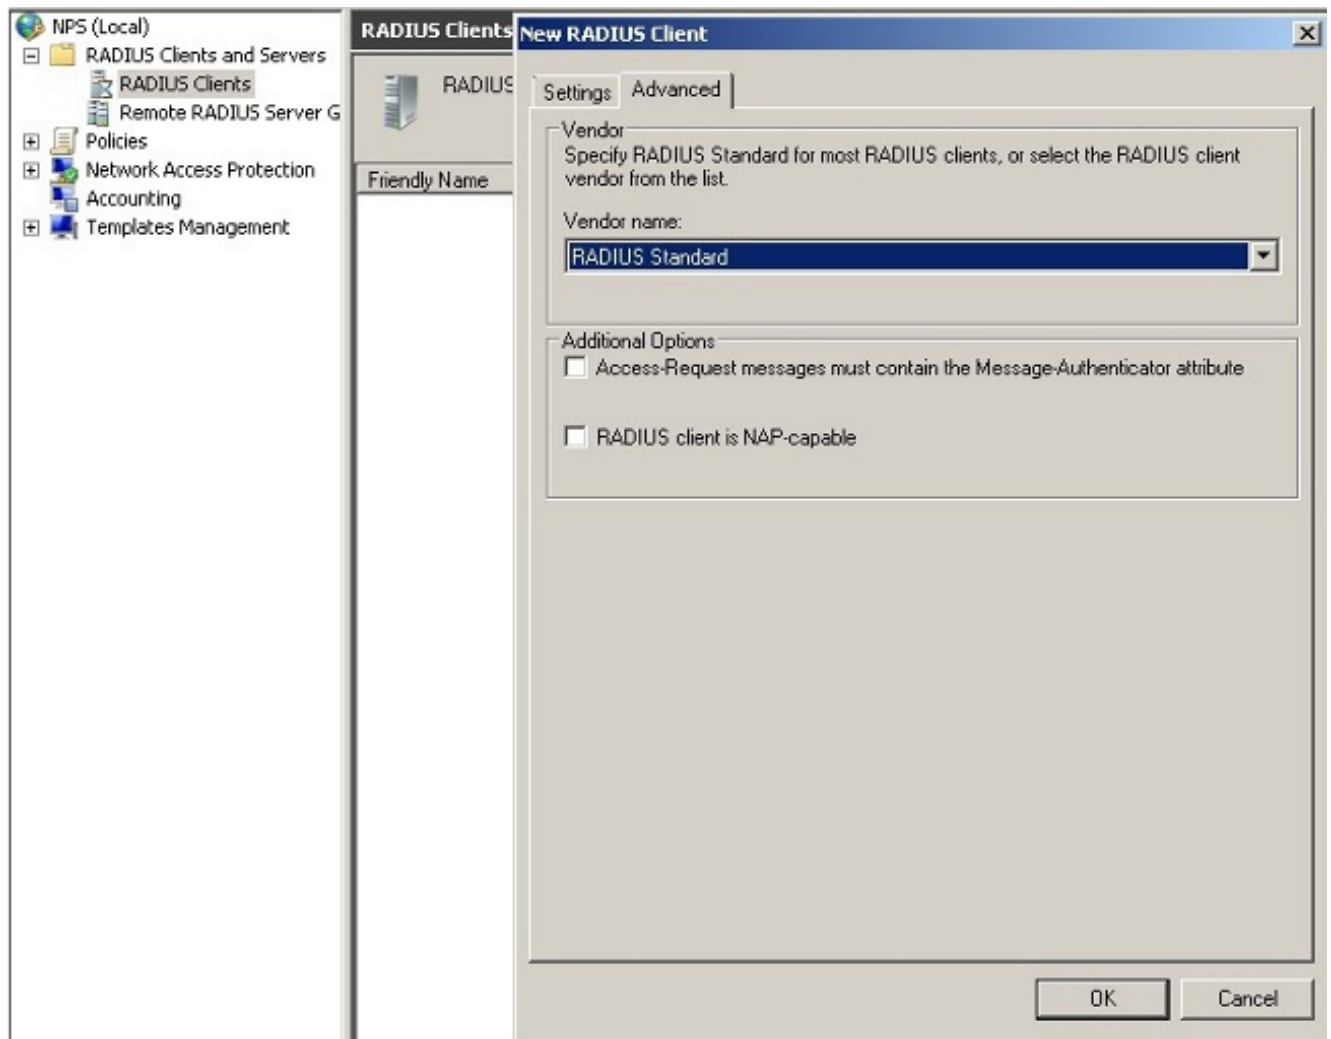 NPS (Local)
RADIUS Clients and Servers
RADIUS Clients
Remote RADIUS Server G
Policies
Network Access Protection
Accounting
Templates Management
RADIUS Clients
RADIUS
Friendly Name
New RADIUS Client
Settings
Advanced
Vendor
Specify RADIUS Standard for most RADIUS clients, or select the RADIUS client
vendor from the list.
Vendor name:
RADIUS Standard
Additional Options
Access-Request messages must contain the Message-Authenticator attribute
RADIUS client is NAP-capable
OK
Cancel